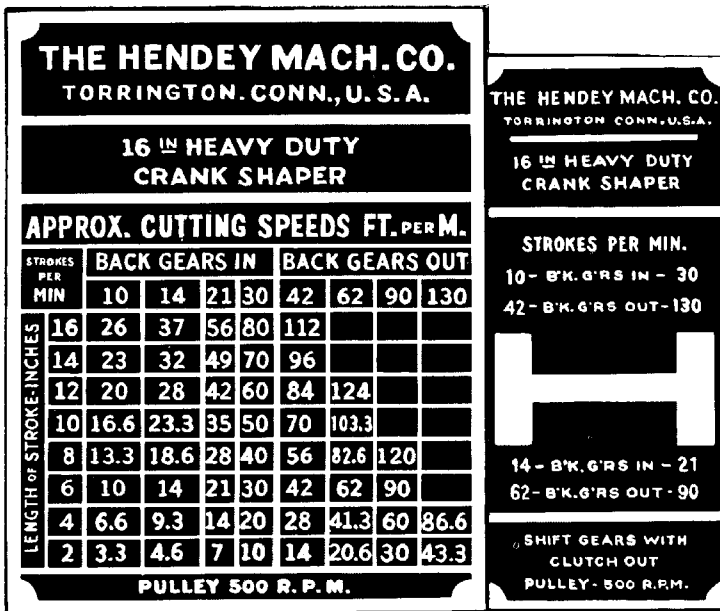 THE HENDEY MACH. CO.
TORRINGTON. CONN., U. S. A.
16 IN HEAVY DUTY
CRANK SHAPER
APPROX. CUTTING SPEEDS FT. PER M.
STROKES PER MIN
BACK GEARS IN BACK GEARS OUT
10 14 21 30 42 62 90 130
LENGTH OF STROKE-INCHES
16 26 37 56 80 112
14 23 32 49 70 96
12 20 28 42 60 84 124
10 16.6 23.3 35 50 70 103.3
8 13.3 18.6 28 40 56 82.6 120
6 10 14 21 30 42 62 90
4 6.6 9.3 14 20 28 41.3 60 86.6
2 3.3 4.6 7 10 14 20.6 30 43.3
PULLEY 500 R.P.M.
THE HENDEY MACH. CO.
TORRINGTON CONN.U.S.A.
16 IN HEAVY DUTY
CRANK SHAPER
STROKES PER MIN.
10 - B'K. G'RS IN - 30
42 - B'K. G'RS OUT - 130
14 - B'K. G'RS IN - 21
62 - B'K. G'RS OUT - 90
SHIFT GEARS WITH
CLUTCH OUT
PULLEY - 500 R.P.M.